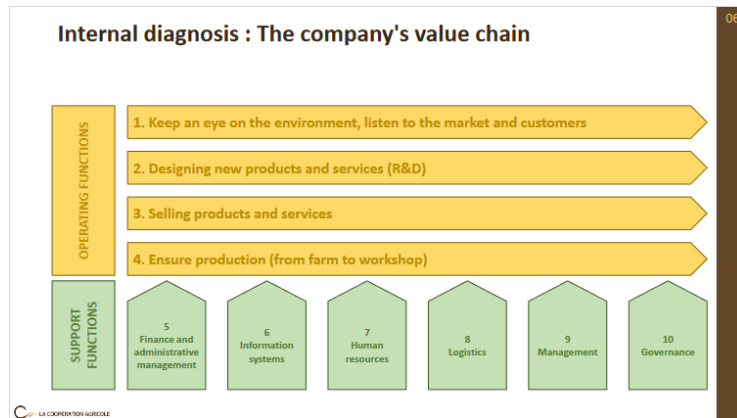 Internal diagnosis : The company's value chain
06
OPERATING FUNCTIONS
1. Keep an eye on the environment, listen to the market and customers
2. Designing new products and services (R&D)
3. Selling products and services
4. Ensure production (from farm to workshop)
SUPPORT
FUNCTIONS
5
Finance and
administrative
management
6
Information
systems
7
Human
resources
8
Logistics
9
Management
10
Governance
LA COOPÉRATION AGRICOLE